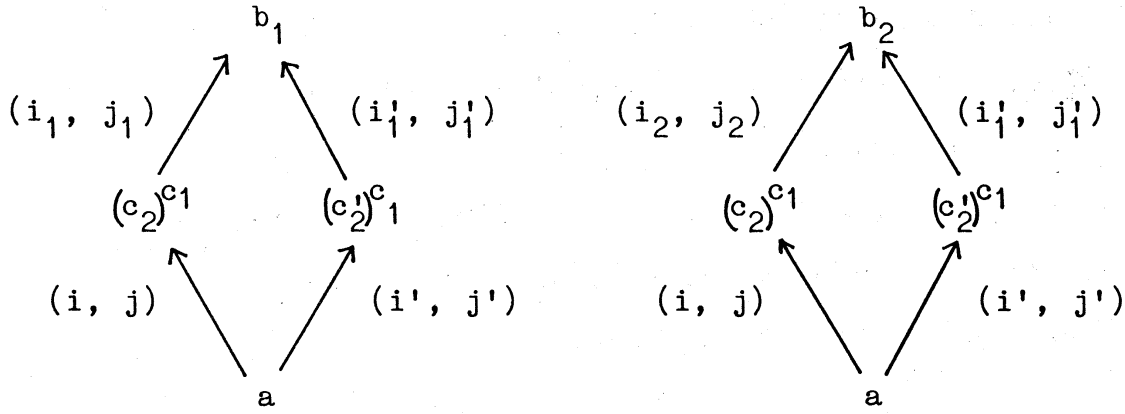 b₁ b₂
(i₁, j₁) (i'₁, j'₁) (i₂, j₂) (i'₁, j'₁)
(c₂)ᶜ¹ (c'₂)ᶜ₁ (c₂)ᶜ¹ (c'₂)ᶜ¹
(i, j) (i', j') (i, j) (i', j')
a a